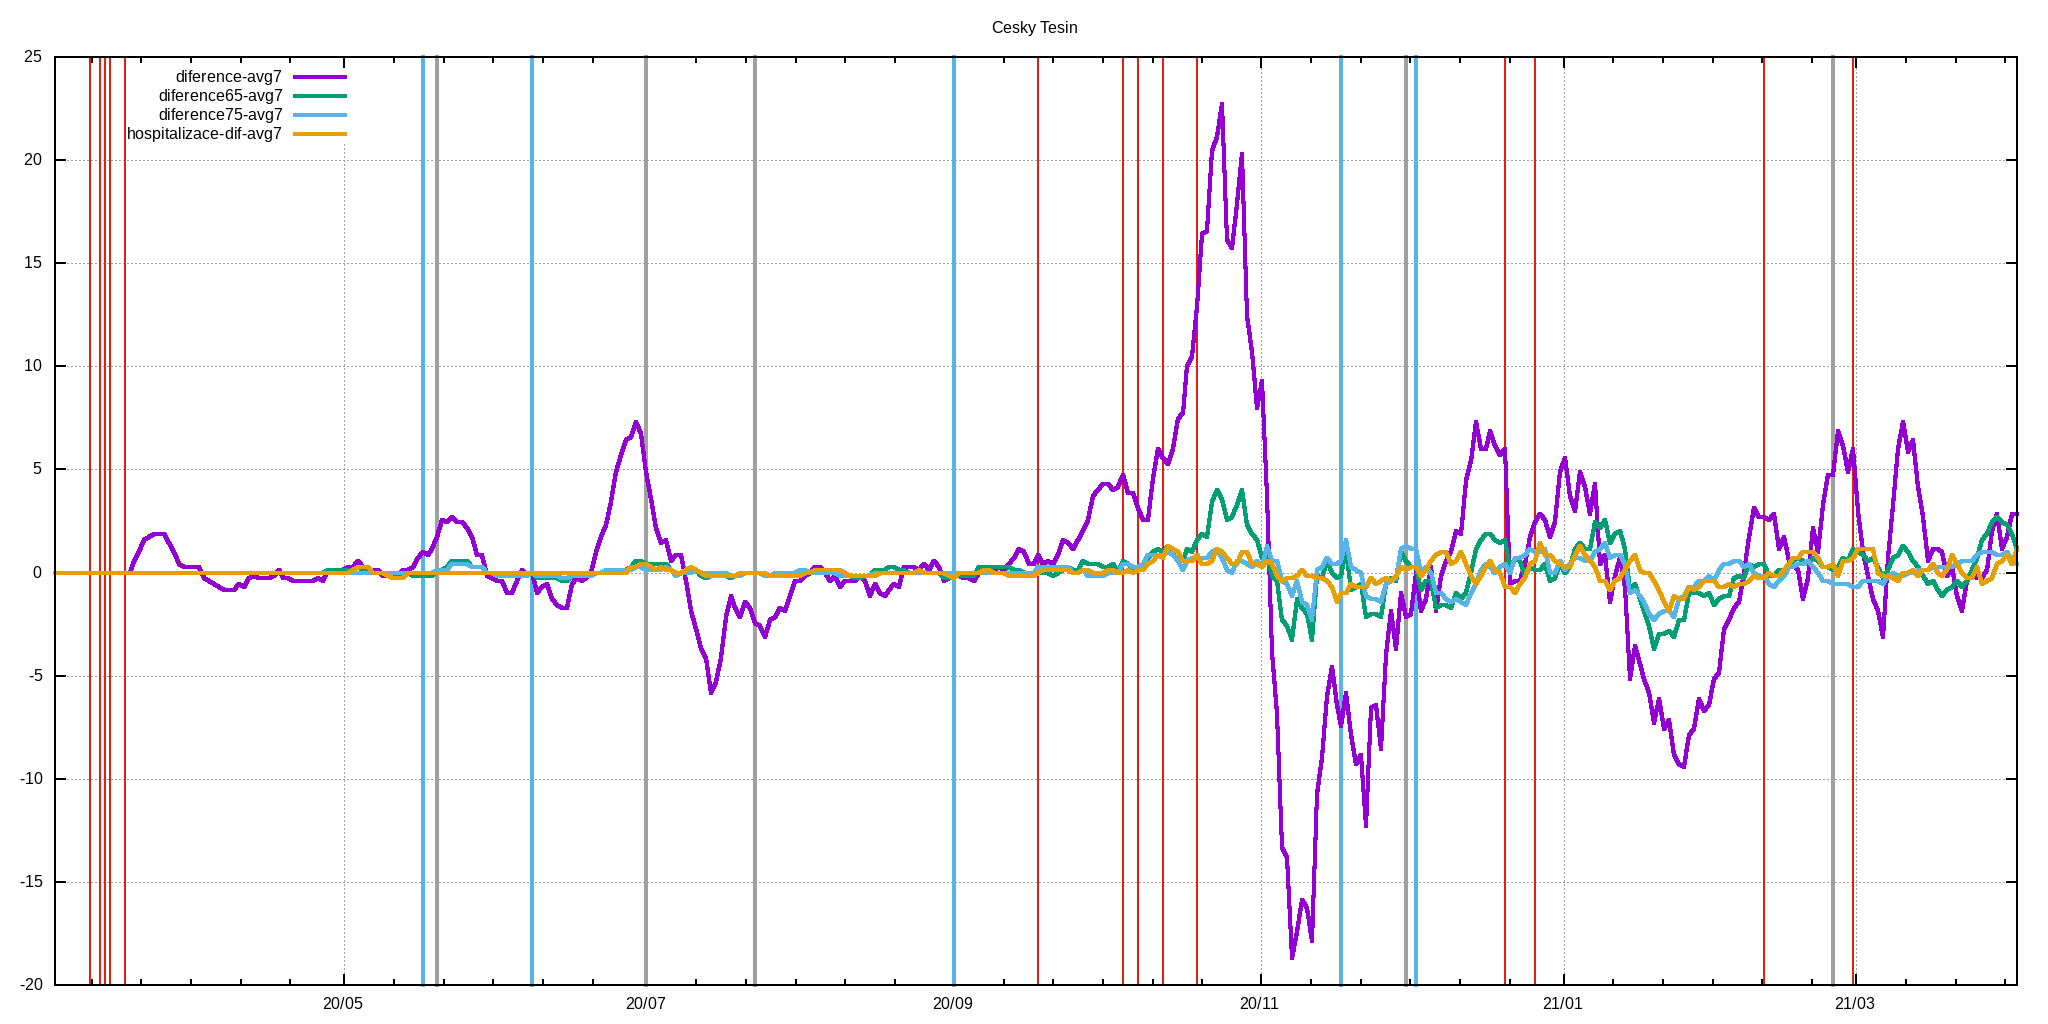 Cesky Tesin
diference-avg7
diference65-avg7
diference75-avg7
hospitalizace-dif-avg7
25
20
15
10
5
0
-5
-10
-15
-20
20/05 20/07 20/09 20/11 21/01 21/03